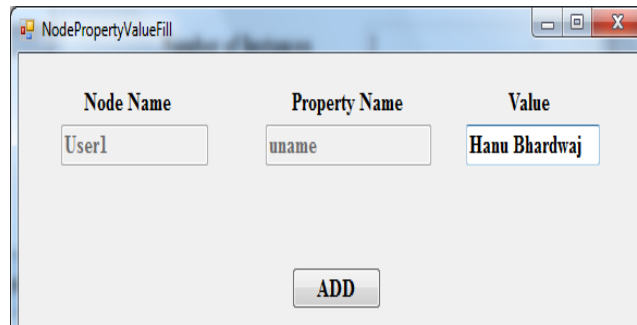 NodePropertyValueFill
Node Name Property Name Value
User1 uname Hanu Bhardwaj
ADD